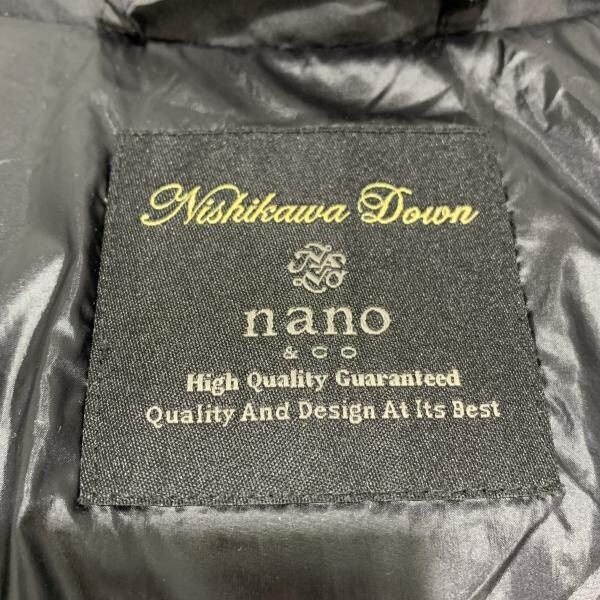 Nishikawa Down
nano
& CO
High Quality Guaranteed
Quality And Design At Its Best